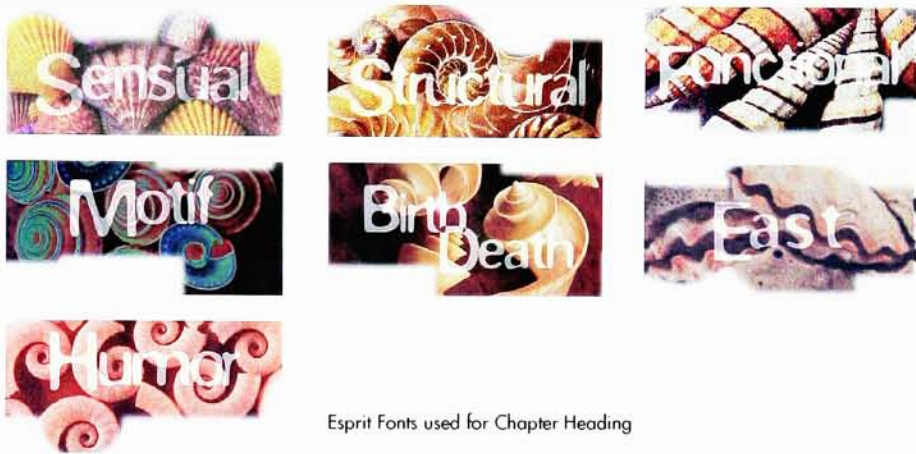 Sensual
Structural
Functional
Motif
Birth
Death
East
Humor
Esprit Fonts used for Chapter Heading